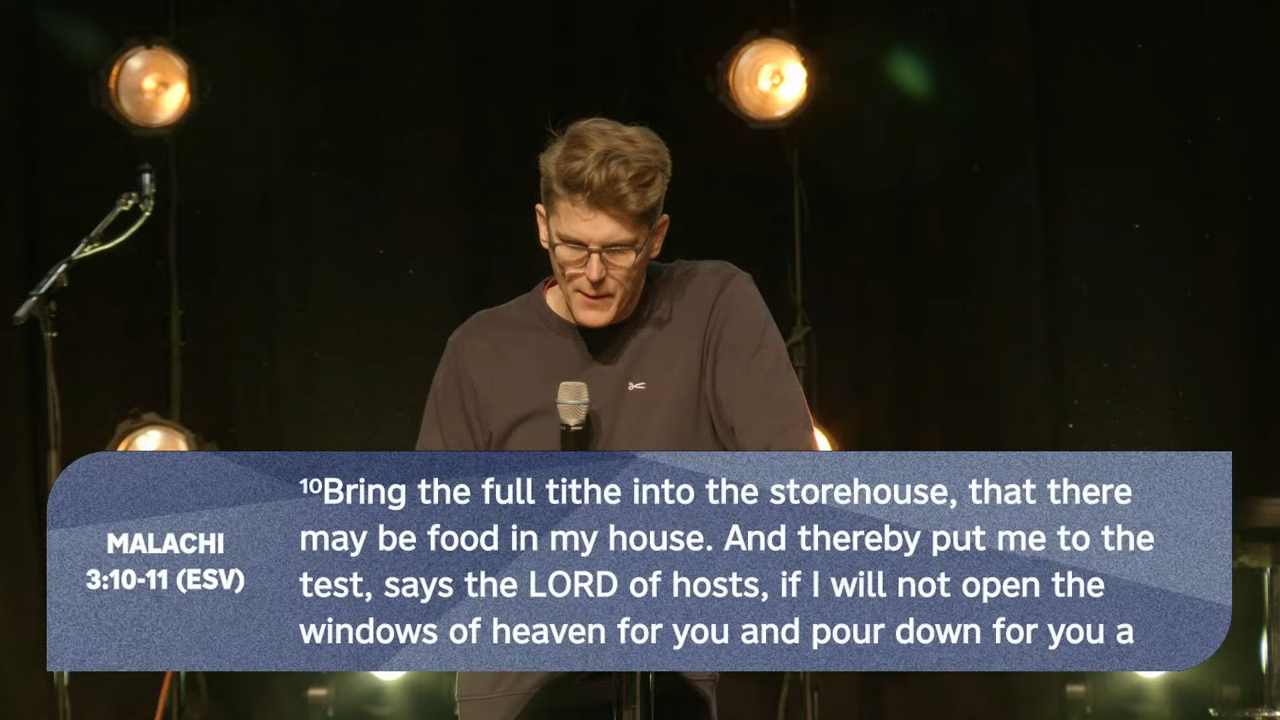 MALACHI
3:10-11 (ESV)
¹⁰Bring the full tithe into the storehouse, that there
may be food in my house. And thereby put me to the
test, says the LORD of hosts, if I will not open the
windows of heaven for you and pour down for you a